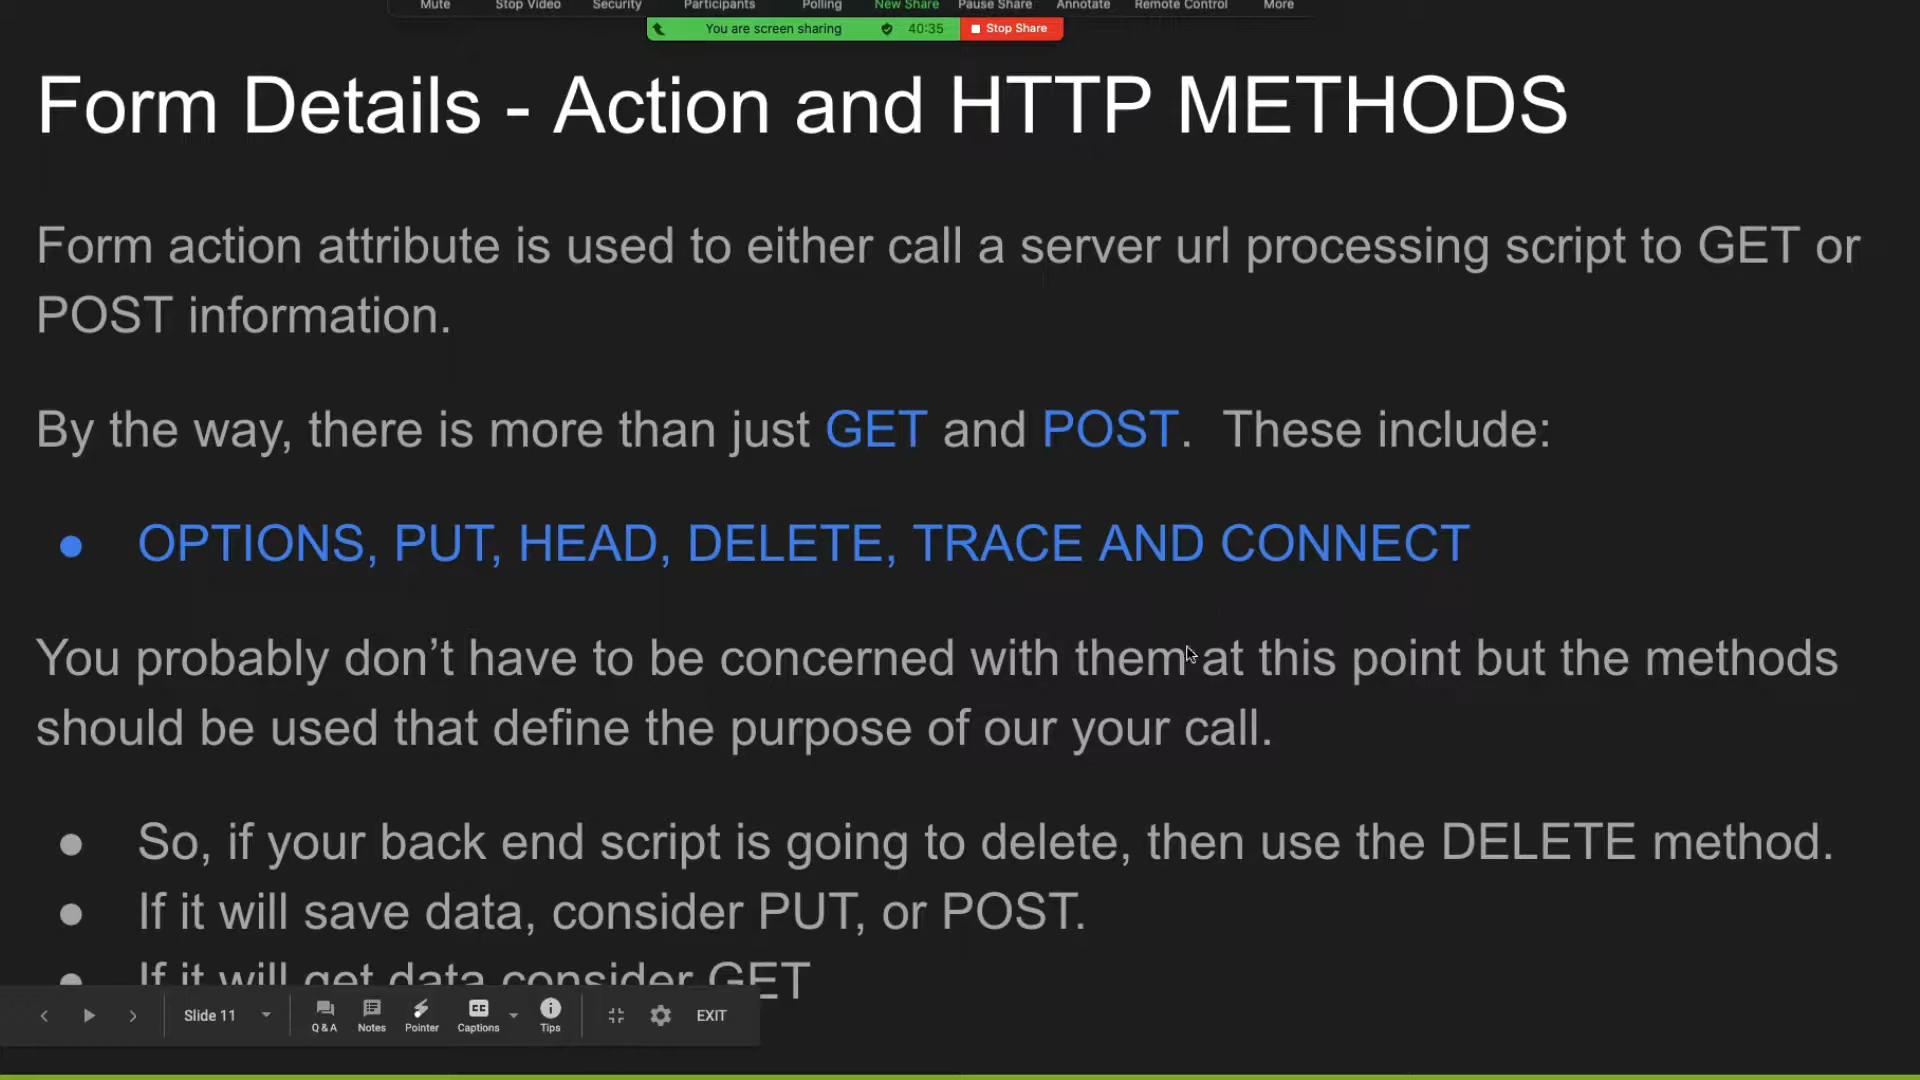 Mute Stop Video Security Participants Polling New Share Pause Share Annotate Remote Control More
You are screen sharing 40:35 Stop Share
Form Details - Action and HTTP METHODS
Form action attribute is used to either call a server url processing script to GET or
POST information.
By the way, there is more than just GET and POST. These include:
● OPTIONS, PUT, HEAD, DELETE, TRACE AND CONNECT
You probably don’t have to be concerned with them at this point but the methods
should be used that define the purpose of our your call.
● So, if your back end script is going to delete, then use the DELETE method.
● If it will save data, consider PUT, or POST.
● If it will get data consider GET
Slide 11 Q & A Notes Pointer CC Captions Tips EXIT